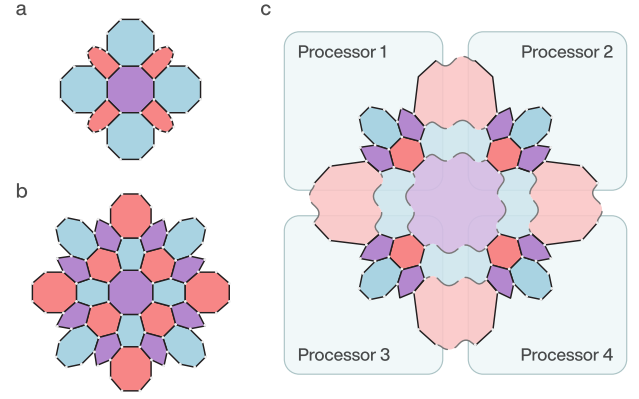 a
c
Processor 1
Processor 2
b
Processor 3
Processor 4